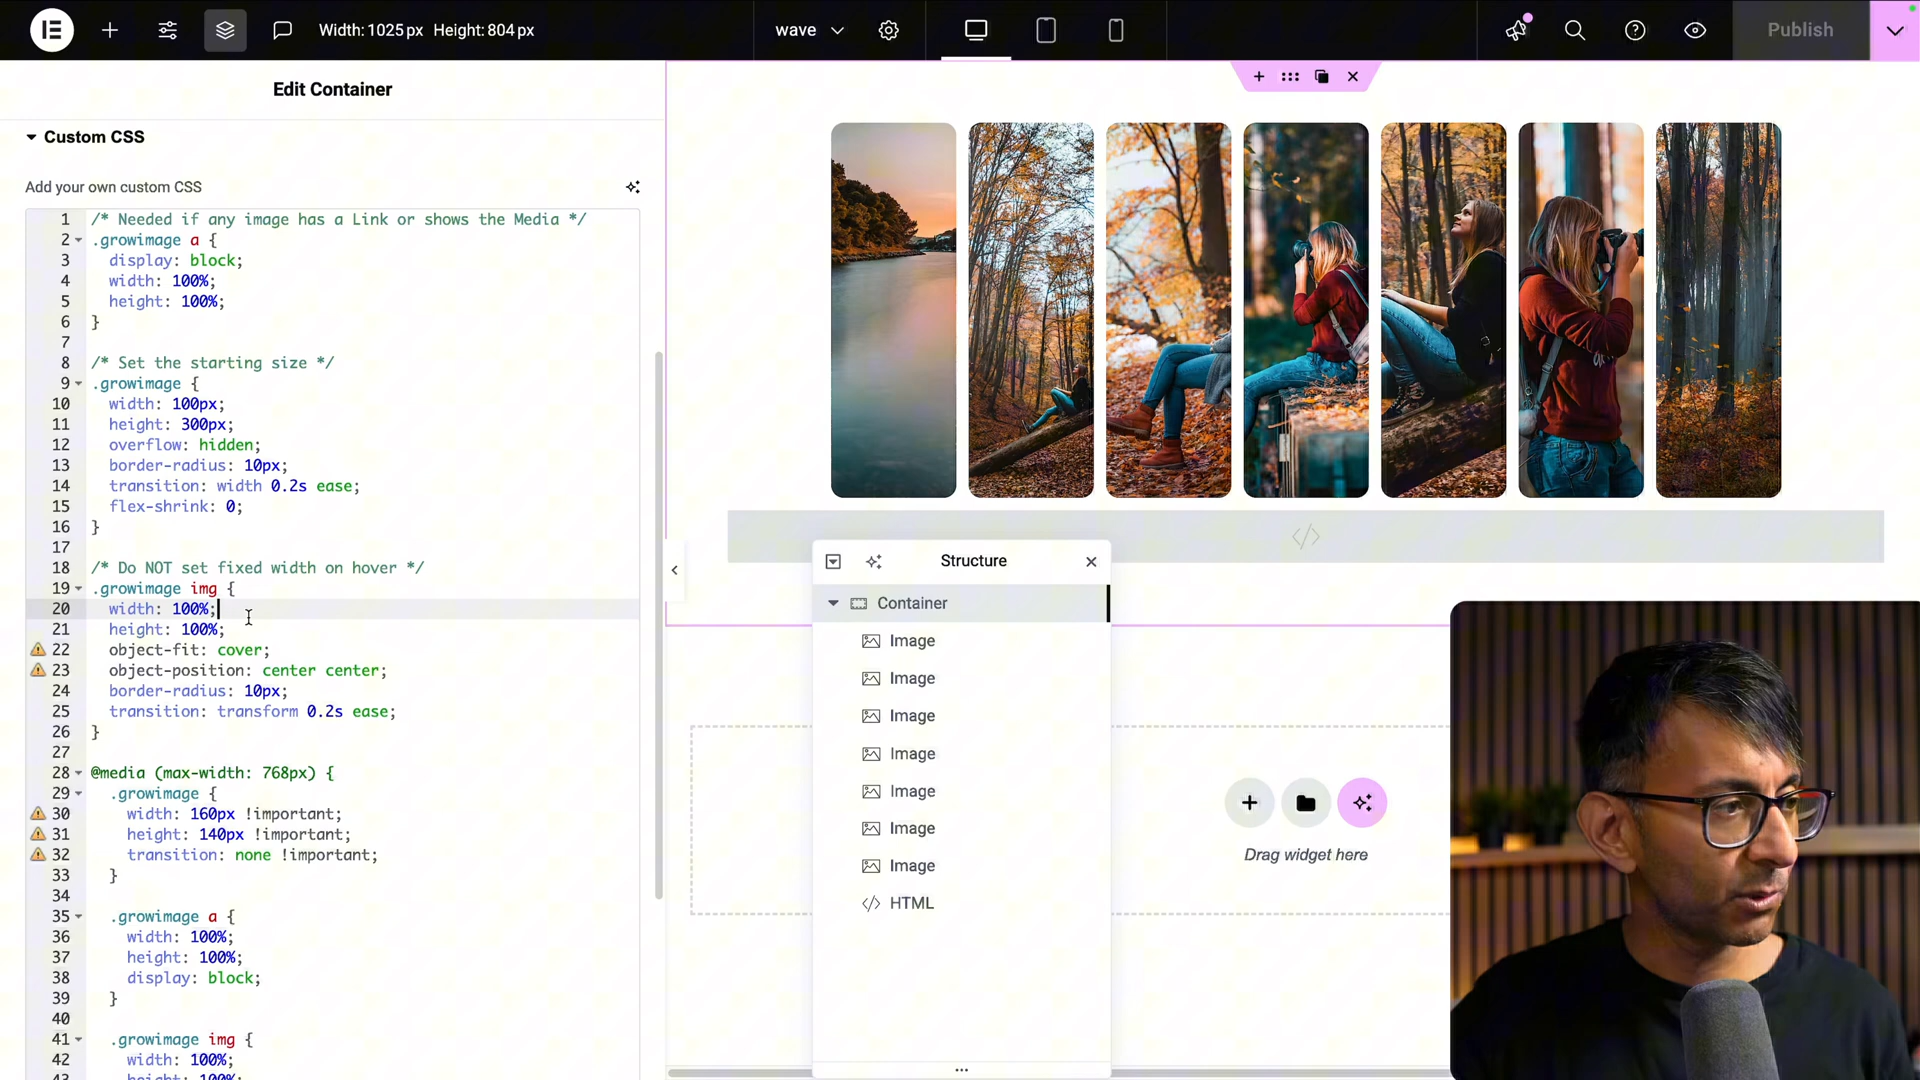 Width: 1025 px Height: 804 px
wave
Publish
Edit Container
Custom CSS
Add your own custom CSS
1 /* Needed if any image has a Link or shows the Media */
2 .growimage a {
3 display: block;
4 width: 100%;
5 height: 100%;
6 }
7
8 /* Set the starting size */
9 .growimage {
10 width: 100px;
11 height: 300px;
12 overflow: hidden;
13 border-radius: 10px;
14 transition: width 0.2s ease;
15 flex-shrink: 0;
16 }
17
18 /* Do NOT set fixed width on hover */
19 .growimage img {
20 width: 100%;
21 height: 100%;
22 object-fit: cover;
23 object-position: center center;
24 border-radius: 10px;
25 transition: transform 0.2s ease;
26 }
27
28 @media (max-width: 768px) {
29 .growimage {
30 width: 160px !important;
31 height: 140px !important;
32 transition: none !important;
33 }
34
35 .growimage a {
36 width: 100%;
37 height: 100%;
38 display: block;
39 }
40
41 .growimage img {
42 width: 100%;
43 height: 100%;
Structure
Container
Image
Image
Image
Image
Image
Image
Image
</> HTML
</>
Drag widget here